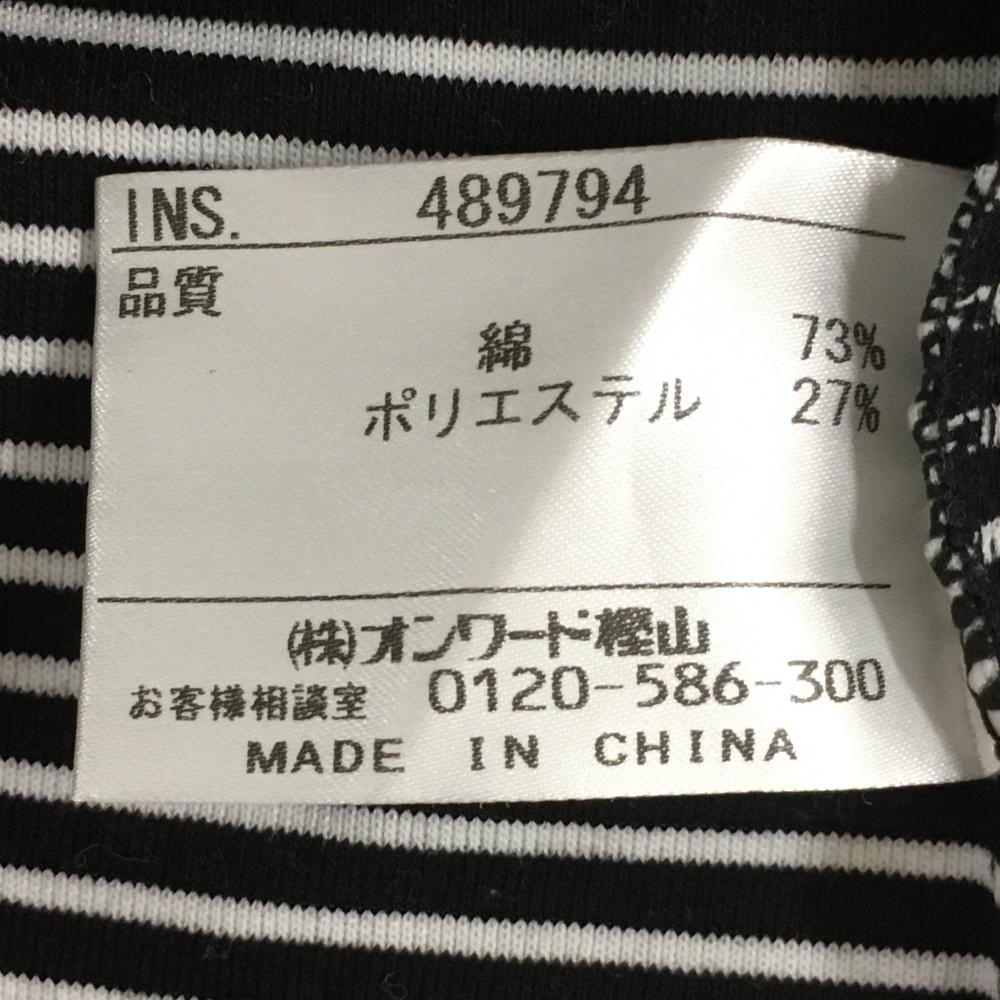 INS. 489794
品質
綿 73%
ポリエステル 27%
(株)オンワード樫山
お客様相談室 0120-586-300
MADE IN CHINA